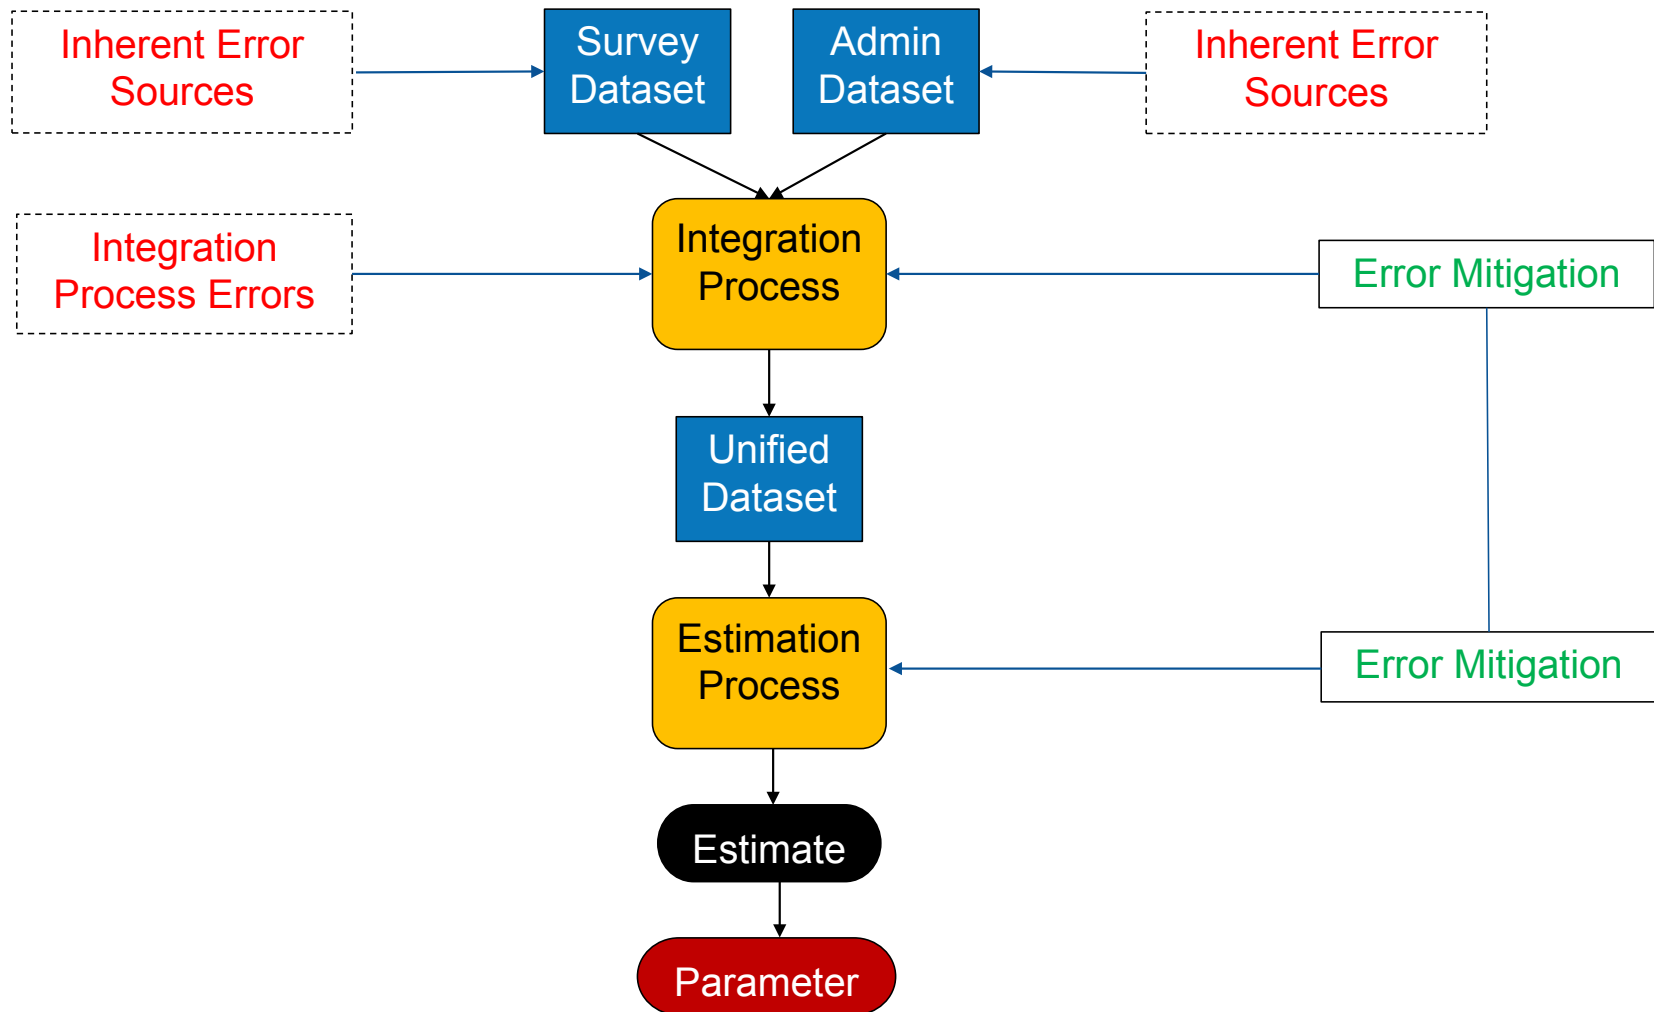 Inherent Error
Sources
Survey
Dataset
Admin
Dataset
Inherent Error
Sources
Integration
Process Errors
Integration
Process
Error Mitigation
Unified
Dataset
Estimation
Process
Error Mitigation
Estimate
Parameter